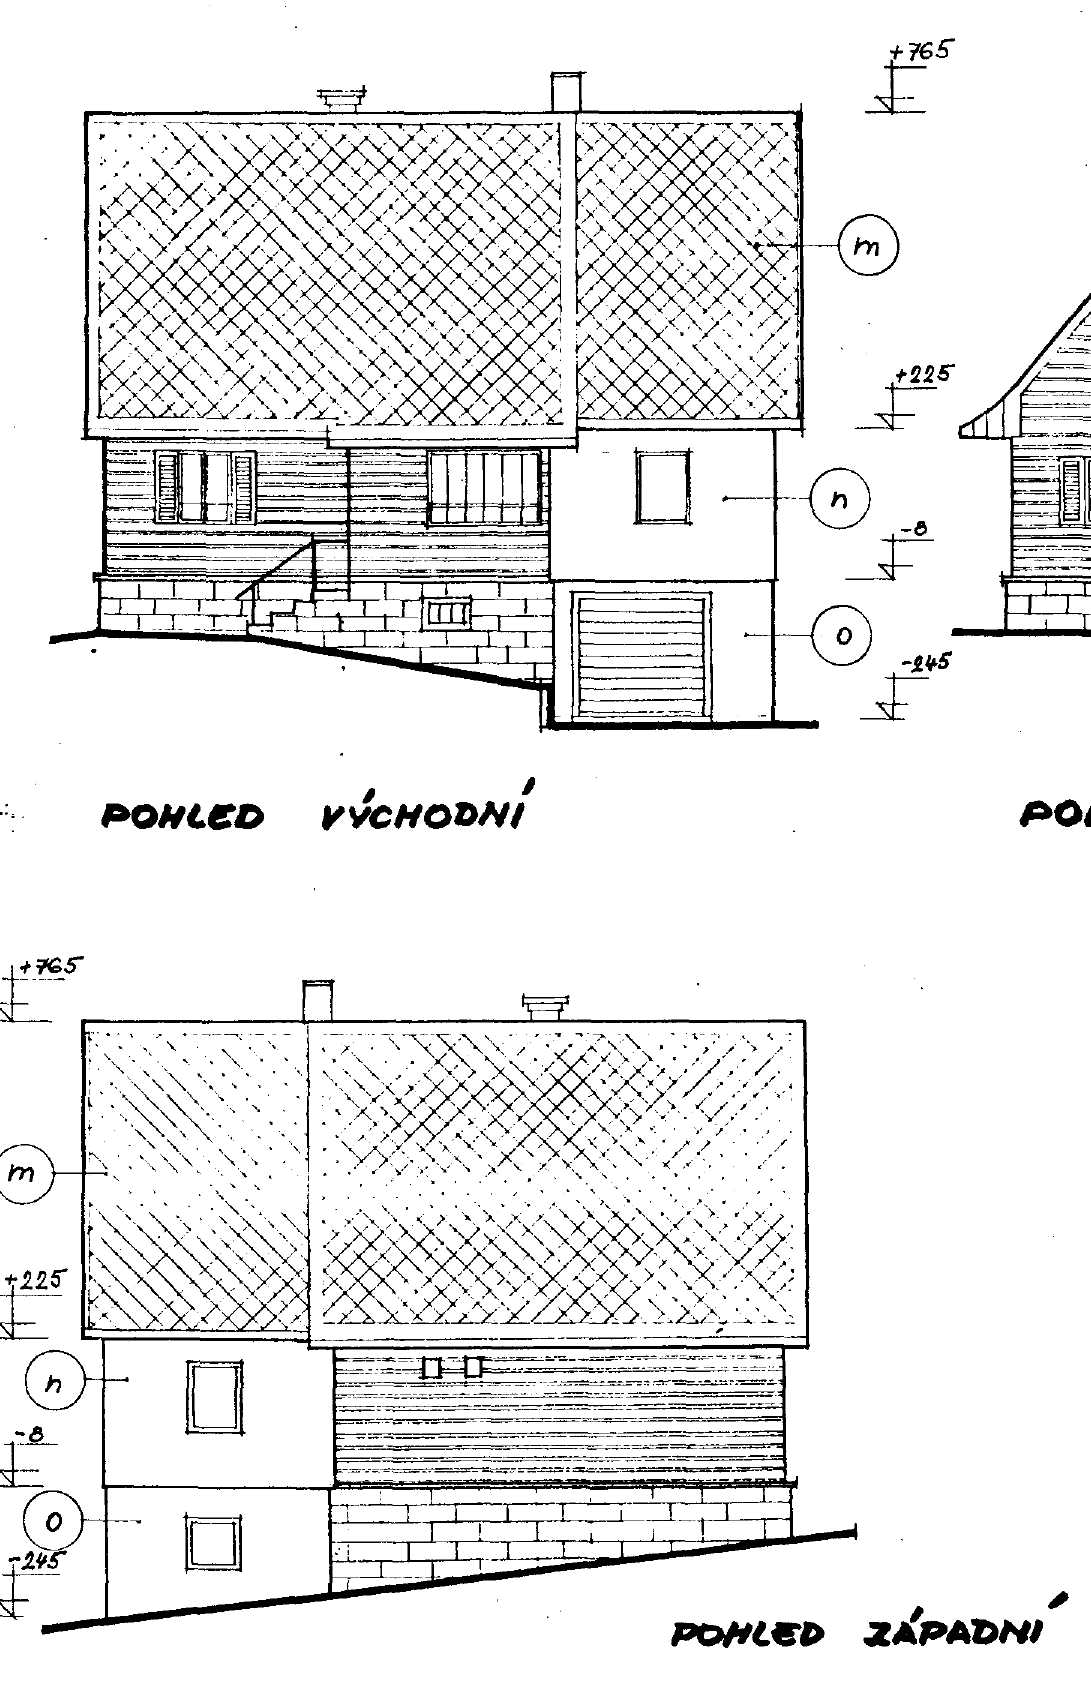 +765
m
+225
n
-8
o
-245
POHLED VÝCHODNÍ
+765
m
+225
n
-8
o
-245
POHLED ZÁPADNÍ